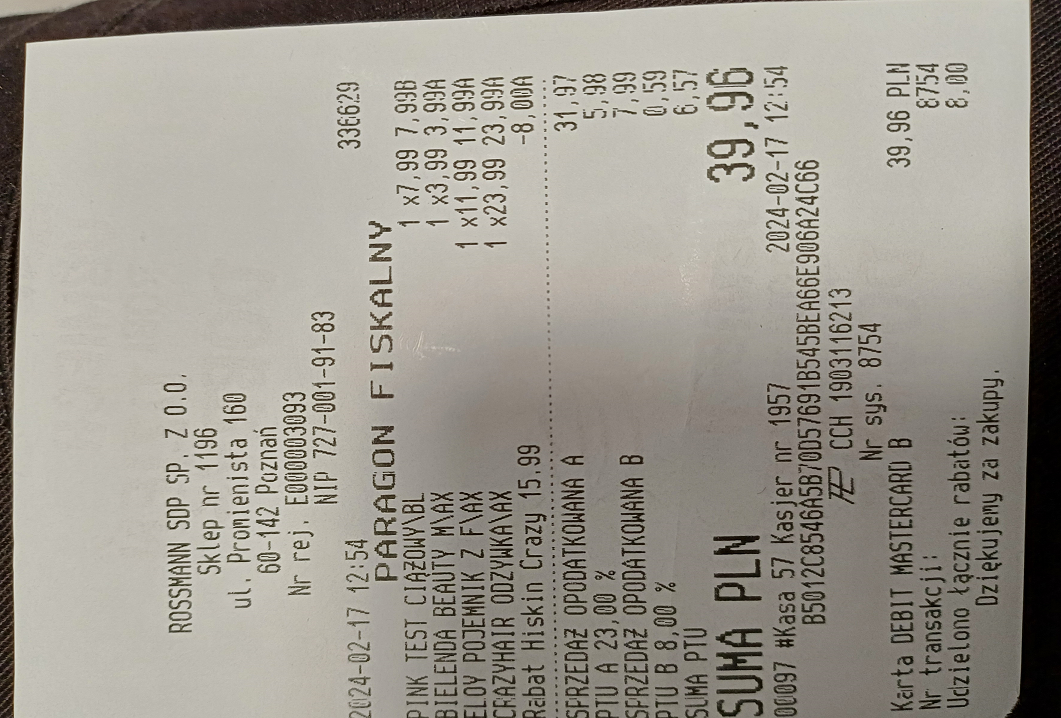 ROSSMANN SDP SP. Z O.O.
Sklep nr 1196
ul. Promienista 160
60-142 Poznań
Nr rej. E000003093
NIP 727-001-91-83
2024-02-17 12:54 336629
PARAGON FISKALNY
PINK TEST CIĄŻOWY\BL 1 x7,99 7,99B
BIELENDA BEAUTY M\AX 1 x3,99 3,99A
ELOY POJEMNIK Z F\AX 1 x11,99 11,99A
CRAZYHAIR ODZYWKA\AX 1 x23,99 23,99A
Rabat Hiskin Crazy 15.99 -8,00A
SPRZEDAŻ OPODATKOWANA A 31,97
PTU A 23,00 % 5,98
SPRZEDAŻ OPODATKOWANA B 7,99
PTU B 8,00 % 0,59
SUMA PTU 6,57
SUMA PLN 39,96
00097 #Kasa 57 Kasjer nr 1957 2024-02-17 12:54
B5012C8546A5B70D57691B545BEA66E906A24C66
CCH 1903116213
Nr sys. 8754
Karta DEBIT MASTERCARD B 39,96 PLN
Nr transakcji: 8754
Udzielono łącznie rabatów: 8,00
Dziękujemy za zakupy.